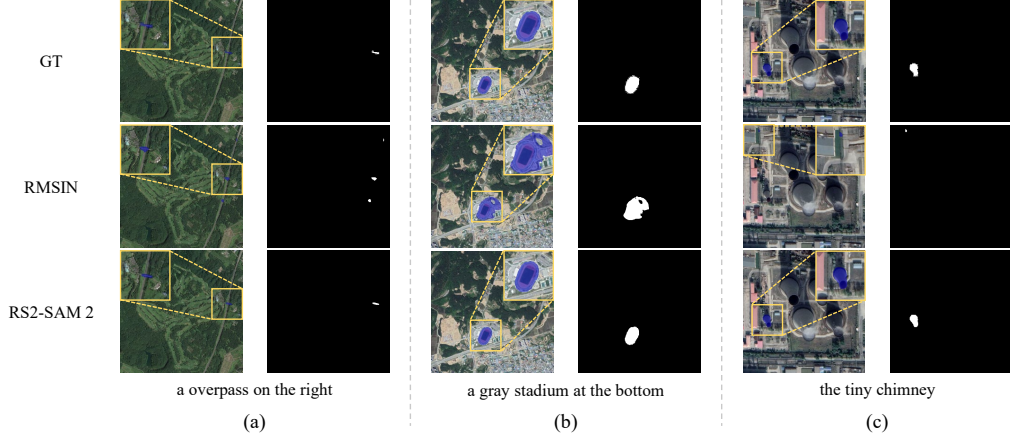 GT
RMSIN
RS2-SAM 2
a overpass on the right
a gray stadium at the bottom
the tiny chimney
(a)
(b)
(c)